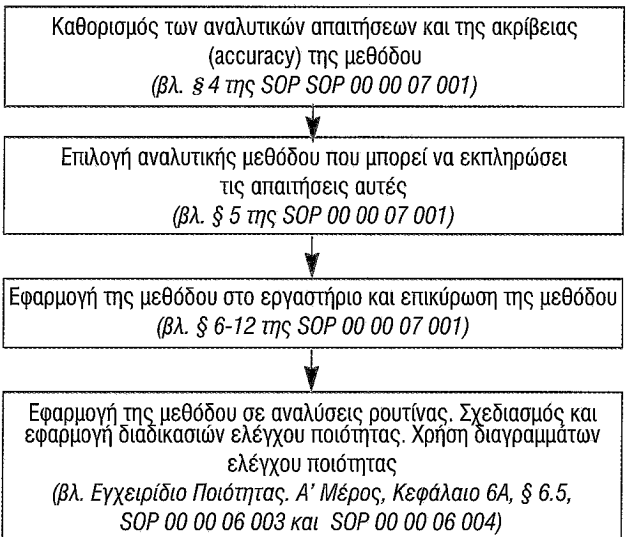 Καθορισμός των αναλυτικών απαιτήσεων και της ακρίβειας
(accuracy) της μεθόδου
(βλ. § 4 της SOP SOP 00 00 07 001)
Επιλογή αναλυτικής μεθόδου που μπορεί να εκπληρώσει
τις απαιτήσεις αυτές
(βλ. § 5 της SOP 00 00 07 001)
Εφαρμογή της μεθόδου στο εργαστήριο και επικύρωση της μεθόδου
(βλ. § 6-12 της SOP 00 00 07 001)
Εφαρμογή της μεθόδου σε αναλύσεις ρουτίνας. Σχεδιασμός και
εφαρμογή διαδικασιών ελέγχου ποιότητας. Χρήση διαγραμμάτων
ελέγχου ποιότητας
(βλ. Εγχειρίδιο Ποιότητας. Α' Μέρος, Κεφάλαιο 6Α, § 6.5,
SOP 00 00 06 003 και SOP 00 00 06 004)